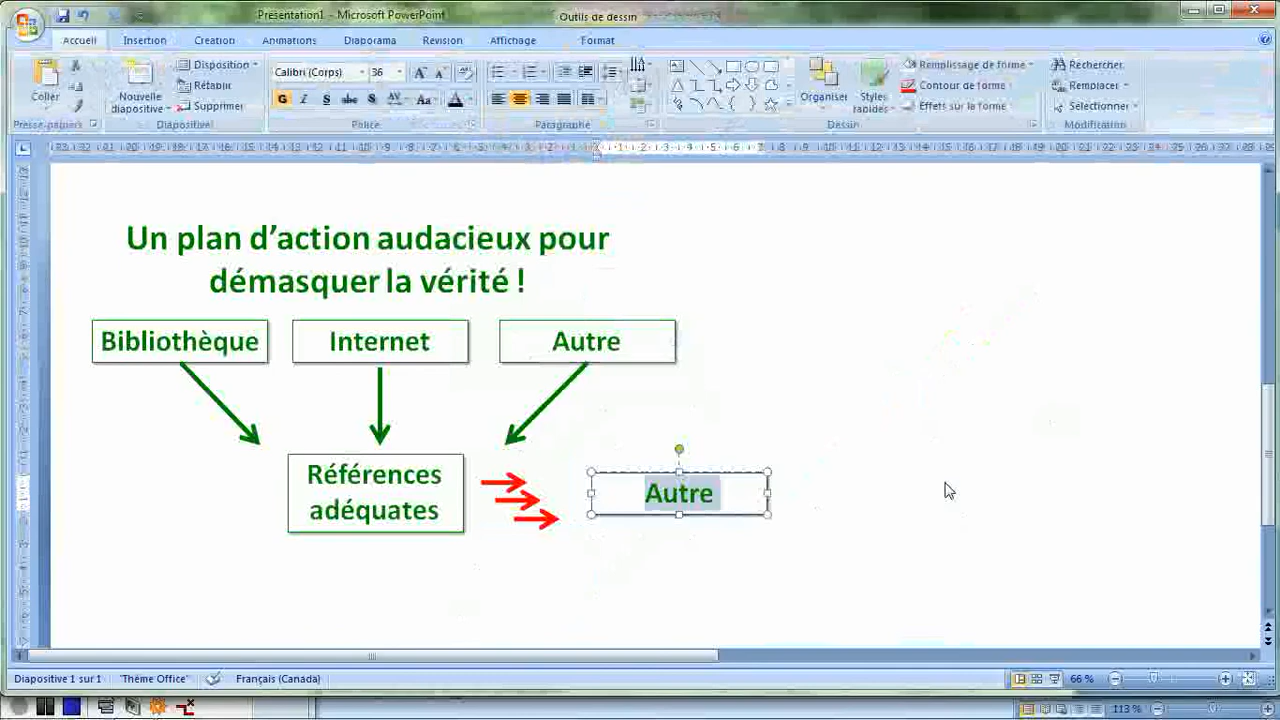 Presentation1 - Microsoft PowerPoint
Outils de dessin
Accueil
Insertion
Création
Animations
Diaporama
Révision
Affichage
Format
Coller
Presse-papiers
Nouvelle
diapositive
Disposition
Rétablir
Supprimer
Diapositives
Calibri (Corps)
36
G
I
S
abc
S
AV
Aa
A
Police
Paragraphe
Organiser
Styles
rapides
Remplissage de forme
Contour de forme
Effets sur la forme
Dessin
Rechercher
Remplacer
Sélectionner
Modification
Un plan d’action audacieux pour
démasquer la vérité !
Bibliothèque
Internet
Autre
Références
adéquates
Autre
Diapositive 1 sur 1
"Thème Office"
Français (Canada)
66 %
113 %